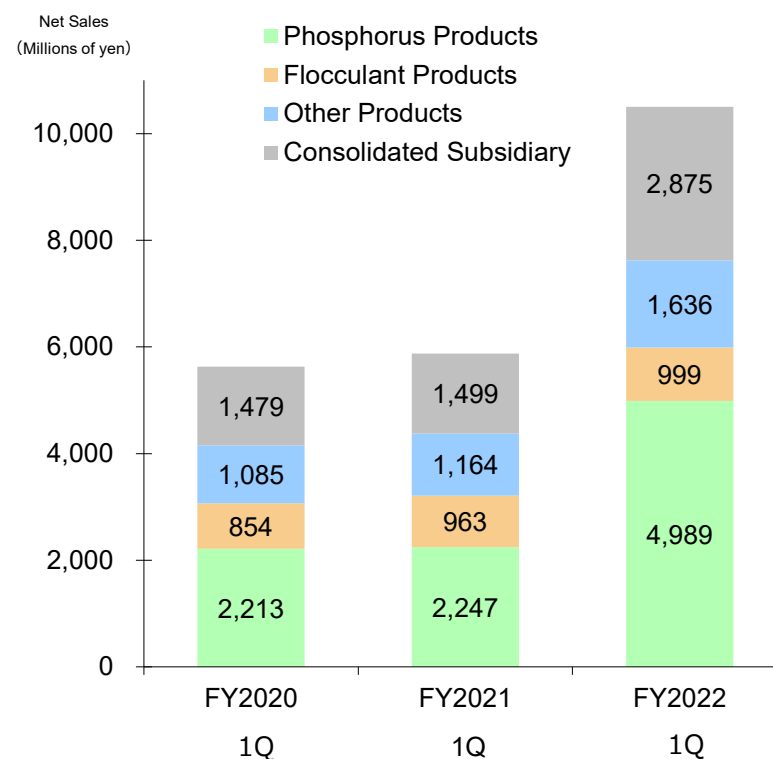 Net Sales
（Millions of yen）
Phosphorus Products
Flocculant Products
Other Products
Consolidated Subsidiary
10,000
8,000
6,000
4,000
2,000
0
1,479
1,085
854
2,213
1,499
1,164
963
2,247
2,875
1,636
999
4,989
FY2020
FY2021
FY2022
1Q
1Q
1Q